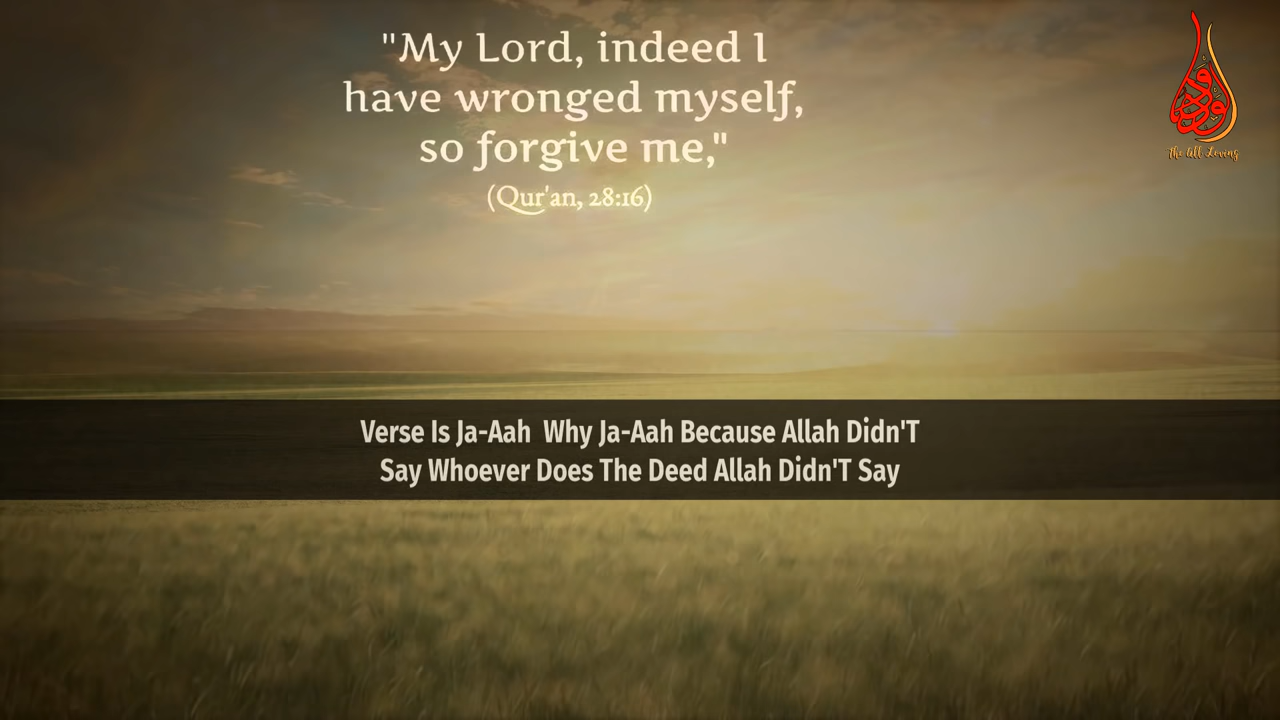 "My Lord, indeed I
have wronged myself,
so forgive me,"
(Qur'an, 28:16)
الودود
The All Loving
Verse Is Ja-Aah  Why Ja-Aah Because Allah Didn'T
Say Whoever Does The Deed Allah Didn'T Say